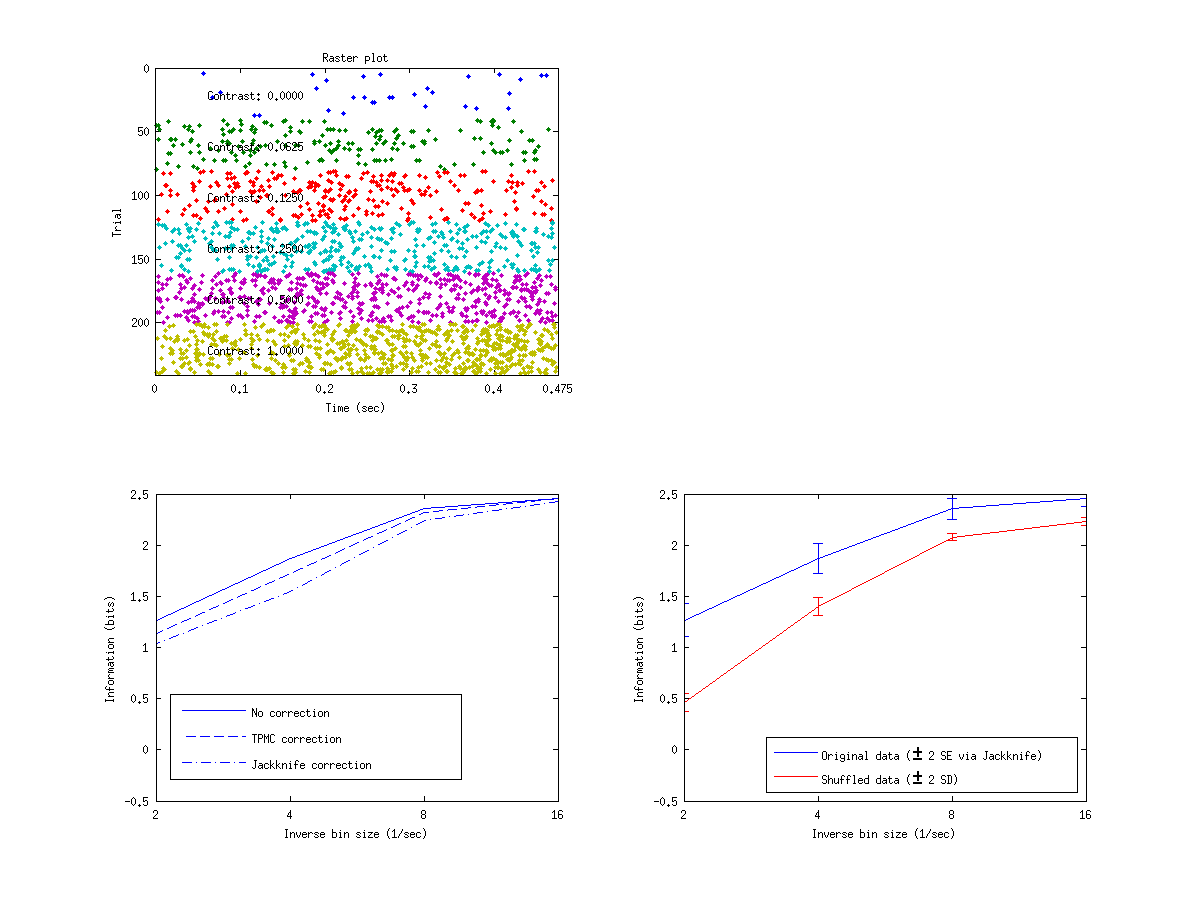 Raster plot
0
Contrast: 0.0000
50
Contrast: 0.0625
100
Contrast: 0.1250
Trial
150
Contrast: 0.2500
Contrast: 0.5000
200
Contrast: 1.0000
0 0.1 0.2 0.3 0.4 0.475
Time (sec)
2.5
2
1.5
1
0.5
0
-0.5
Information (bits)
No correction
TPMC correction
Jackknife correction
2 4 8 16
Inverse bin size (1/sec)
2.5
2
1.5
1
0.5
0
-0.5
Information (bits)
Original data (± 2 SE via Jackknife)
Shuffled data (± 2 SD)
2 4 8 16
Inverse bin size (1/sec)